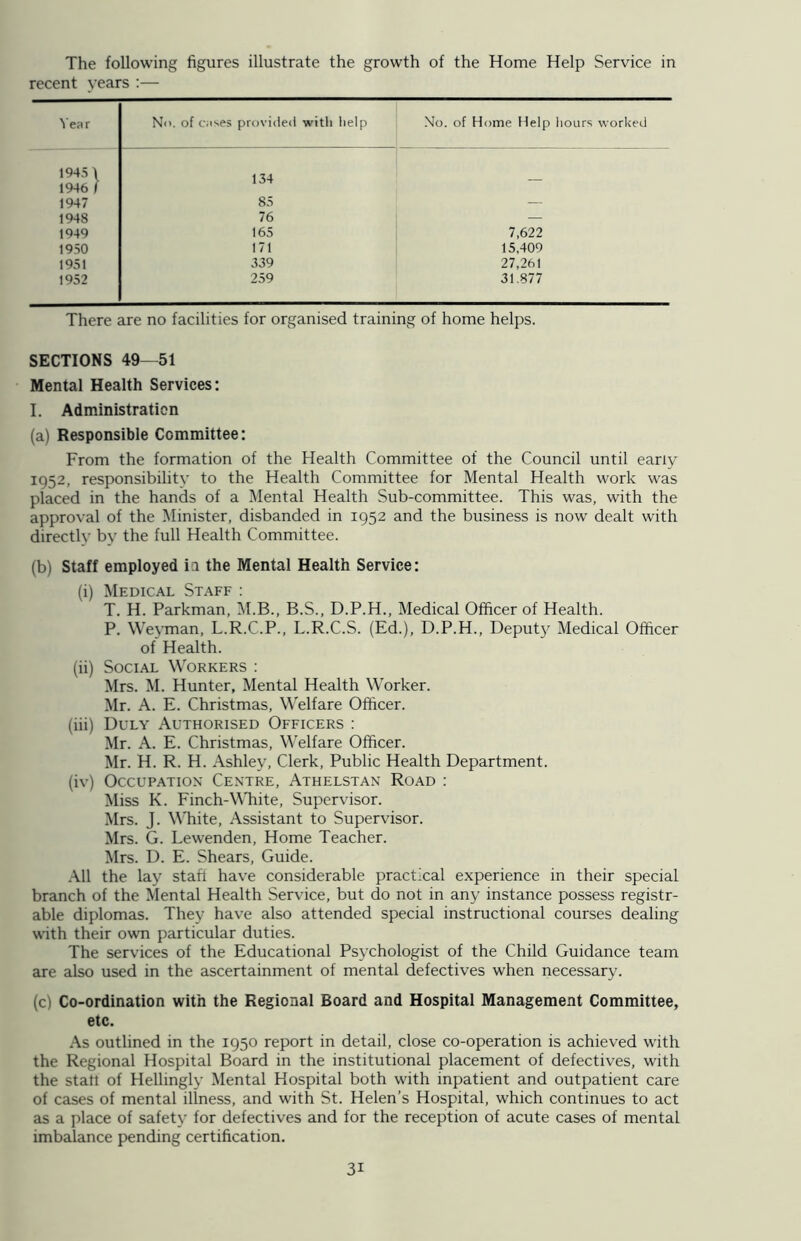 The following figures illustrate the growth of the Home Help Service in
recent years :—
Year No. of cases provided with help No. of Home Help hours worked
1945 }
1946 } 134 —
1947 85 —
1948 76 —
1949 165 7,622
1950 171 15,409
1951 339 27,261
1952 259 31.877
There are no facilities for organised training of home helps.
SECTIONS 49—51
Mental Health Services:
I. Administration
(a) Responsible Committee:
From the formation of the Health Committee of the Council until early
1952, responsibility to the Health Committee for Mental Health work was
placed in the hands of a Mental Health Sub-committee. This was, with the
approval of the Minister, disbanded in 1952 and the business is now dealt with
directly by the full Health Committee.
(b) Staff employed in the Mental Health Service:
(i) Medical Staff :
T. H. Parkman, M.B., B.S., D.P.H., Medical Officer of Health.
P. Weyman, L.R.C.P., L.R.C.S. (Ed.), D.P.H., Deputy Medical Officer
of Health.
(ii) Social Workers :
Mrs. M. Hunter, Mental Health Worker.
Mr. A. E. Christmas, Welfare Officer.
(iii) Duly Authorised Officers :
Mr. A. E. Christmas, Welfare Officer.
Mr. H. R. H. Ashley, Clerk, Public Health Department.
(iv) Occupation Centre, Athelstan Road :
Miss K. Finch-White, Supervisor.
Mrs. J. White, Assistant to Supervisor.
Mrs. G. Lewenden, Home Teacher.
Mrs. D. E. Shears, Guide.
All the lay staff have considerable practical experience in their special
branch of the Mental Health Service, but do not in any instance possess registr-
able diplomas. They have also attended special instructional courses dealing
with their own particular duties.
The services of the Educational Psychologist of the Child Guidance team
are also used in the ascertainment of mental defectives when necessary.
(c) Co-ordination with the Regional Board and Hospital Management Committee,
etc.
As outlined in the 1950 report in detail, close co-operation is achieved with
the Regional Hospital Board in the institutional placement of defectives, with
the staff of Hellingly Mental Hospital both with inpatient and outpatient care
of cases of mental illness, and with St. Helen's Hospital, which continues to act
as a place of safety for defectives and for the reception of acute cases of mental
imbalance pending certification.
31